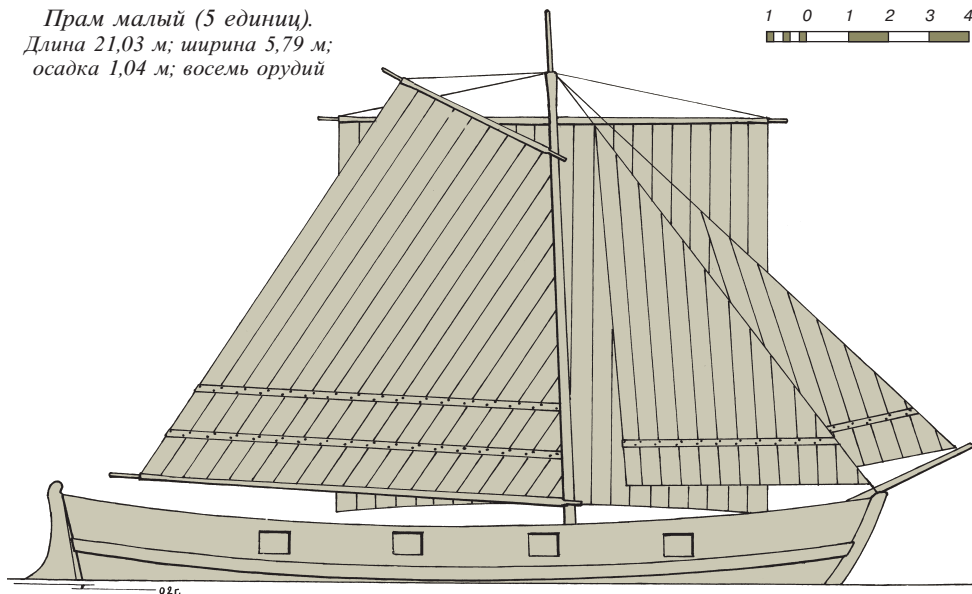 Прам малый (5 единиц).
Длина 21,03 м; ширина 5,79 м;
осадка 1,04 м; восемь орудий
1 0 1 2 3 4